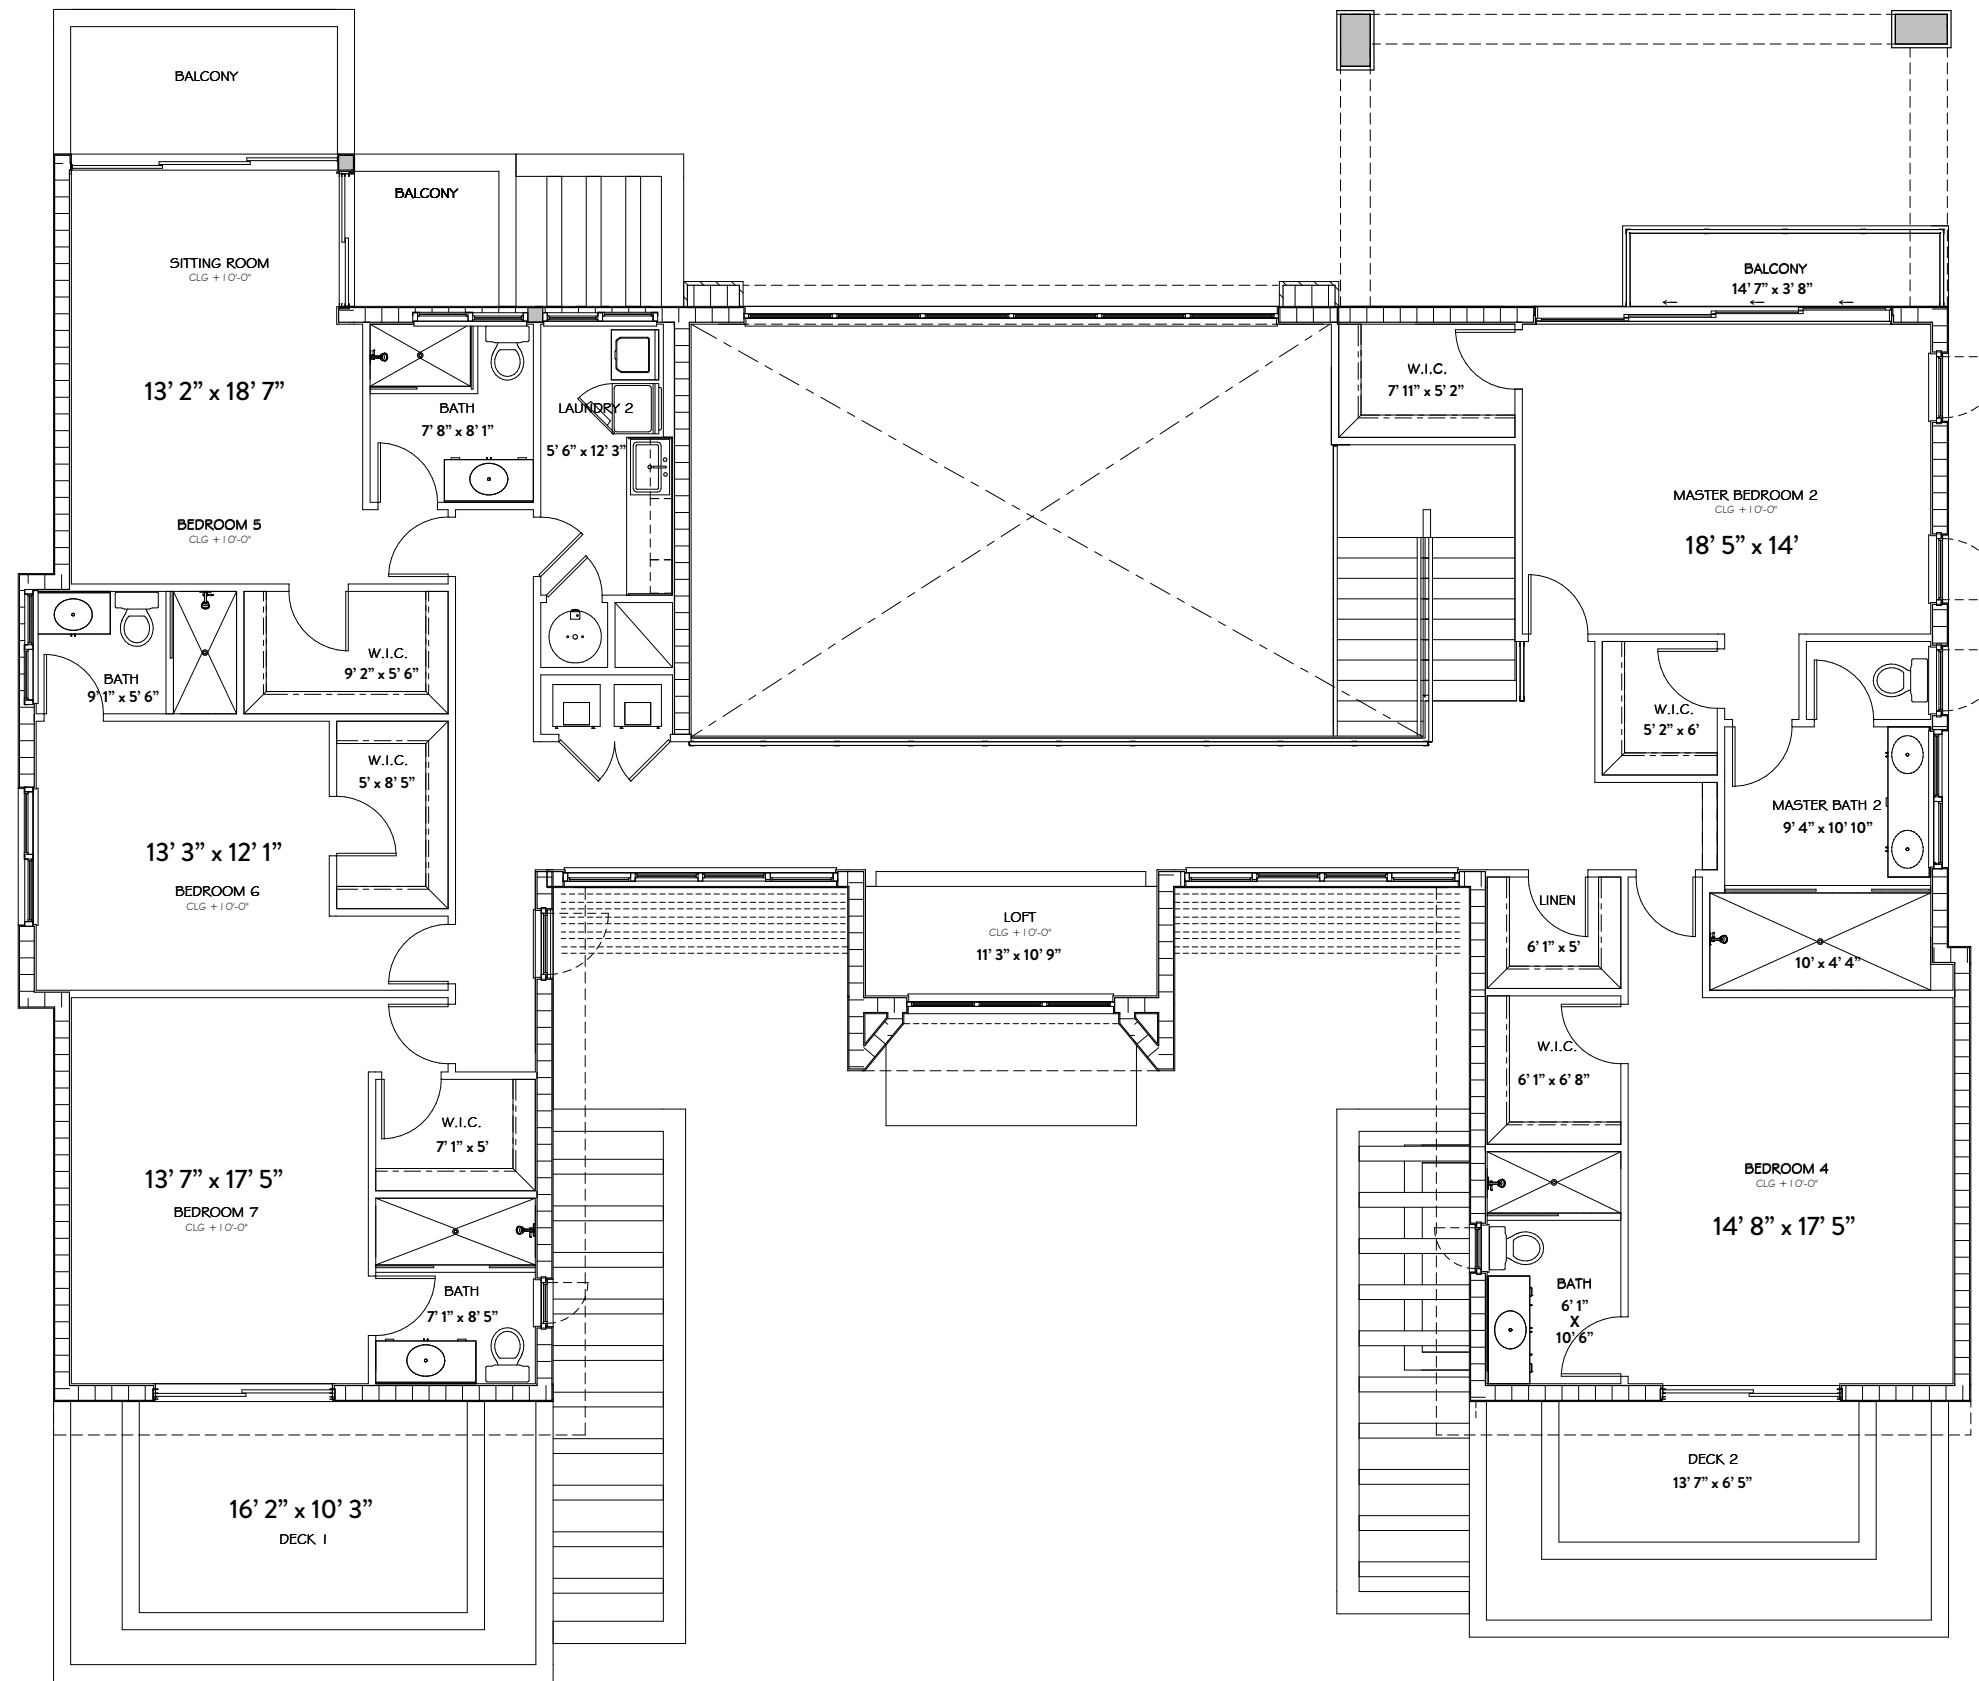 BALCONY
BALCONY
SITTING ROOM
CLG +10'-0"
13’ 2” x 18’ 7”
BEDROOM 5
CLG +10'-0"
BATH
7’ 8” x 8’ 1”
LAUNDRY 2
5’ 6” x 12’ 3”
BALCONY
14’ 7” x 3’ 8”
W.I.C.
7’ 11” x 5’ 2”
MASTER BEDROOM 2
CLG +10'-0"
18’ 5” x 14’
BATH
9’ 1” x 5’ 6”
W.I.C.
9’ 2” x 5’ 6”
W.I.C.
5’ 2” x 6’
W.I.C.
5’ x 8’ 5”
13’ 3” x 12’ 1”
BEDROOM 6
CLG +10'-0"
MASTER BATH 2
9’ 4” x 10’ 10”
LOFT
CLG +10'-0"
11’ 3” x 10’ 9”
LINEN
6’ 1” x 5’
10’ x 4’ 4”
W.I.C.
6’ 1” x 6’ 8”
W.I.C.
7’ 1” x 5’
13’ 7” x 17’ 5”
BEDROOM 7
CLG +10'-0"
BEDROOM 4
CLG +10'-0"
14’ 8” x 17’ 5”
BATH
7’ 1” x 8’ 5”
BATH
6’ 1”
X
10’ 6”
16’ 2” x 10’ 3”
DECK 1
DECK 2
13’ 7” x 6’ 5”